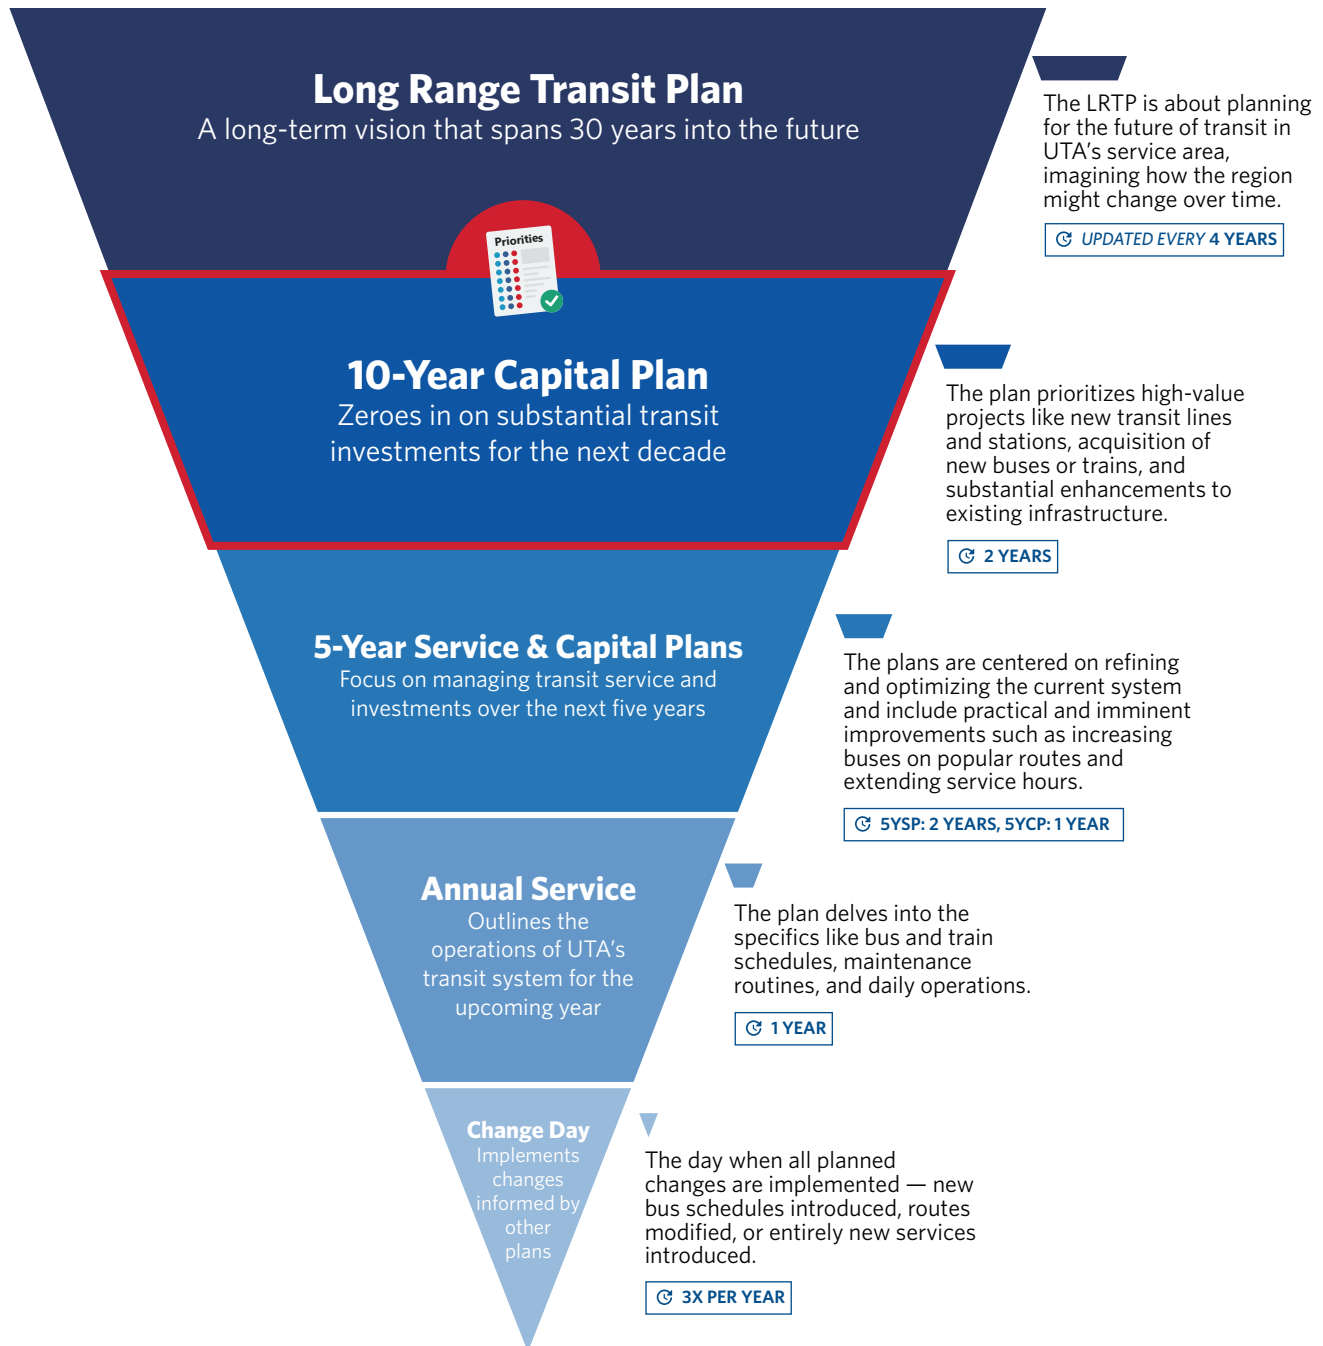 Long Range Transit Plan
A long-term vision that spans 30 years into the future
The LRTP is about planning
for the future of transit in
UTA's service area,
imagining how the region
might change over time.
UPDATED EVERY 4 YEARS
Priorities
10-Year Capital Plan
Zeroes in on substantial transit
investments for the next decade
The plan prioritizes high-value
projects like new transit lines
and stations, acquisition of
new buses or trains, and
substantial enhancements to
existing infrastructure.
2 YEARS
5-Year Service & Capital Plans
Focus on managing transit service and
investments over the next five years
The plans are centered on refining
and optimizing the current system
and include practical and imminent
improvements such as increasing
buses on popular routes and
extending service hours.
5YSP: 2 YEARS, 5YCP: 1 YEAR
Annual Service
Outlines the
operations of UTA's
transit system for the
upcoming year
The plan delves into the
specifics like bus and train
schedules, maintenance
routines, and daily operations.
1 YEAR
Change Day
Implements
changes
informed by
other
plans
The day when all planned
changes are implemented — new
bus schedules introduced, routes
modified, or entirely new services
introduced.
3X PER YEAR